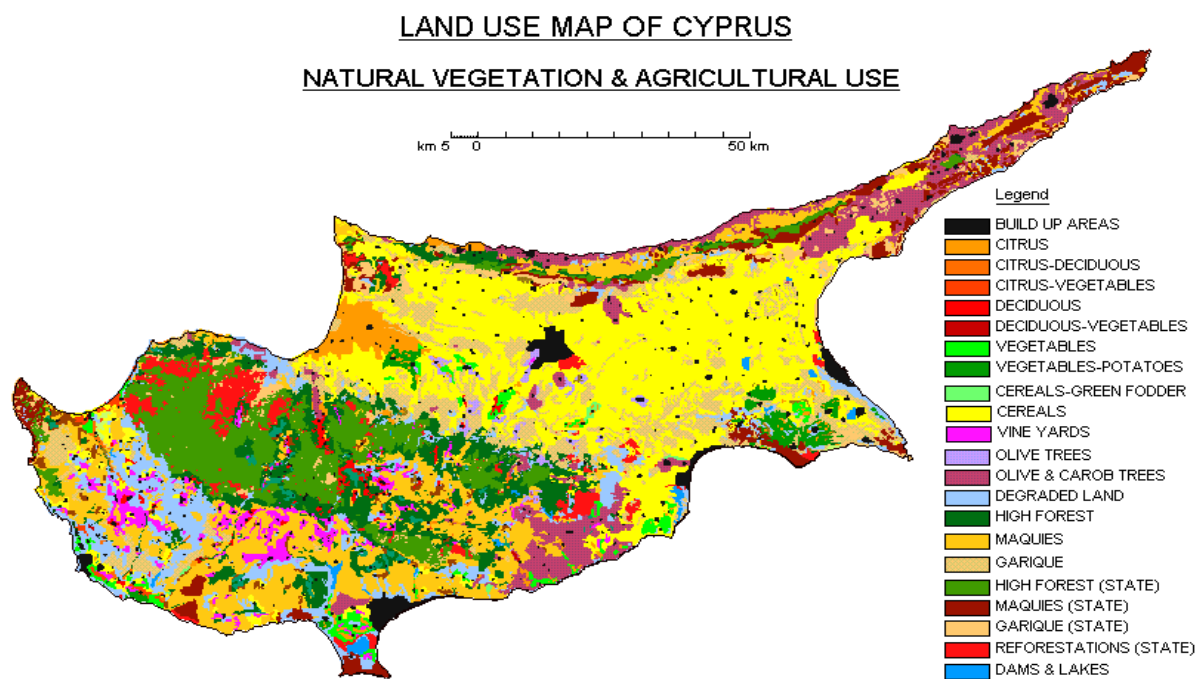 LAND USE MAP OF CYPRUS
NATURAL VEGETATION & AGRICULTURAL USE
km 5 0 50 km
Legend
BUILD UP AREAS
CITRUS
CITRUS-DECIDUOUS
CITRUS-VEGETABLES
DECIDUOUS
DECIDUOUS-VEGETABLES
VEGETABLES
VEGETABLES-POTATOES
CEREALS-GREEN FODDER
CEREALS
VINE YARDS
OLIVE TREES
OLIVE & CAROB TREES
DEGRADED LAND
HIGH FOREST
MAQUIES
GARIQUE
HIGH FOREST (STATE)
MAQUIES (STATE)
GARIQUE (STATE)
REFORESTATIONS (STATE)
DAMS & LAKES